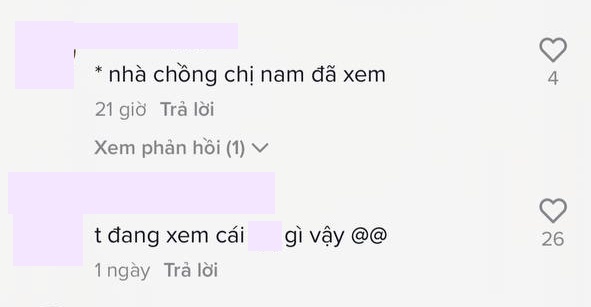 * nhà chồng chị nam đã xem
4
21 giờ Trả lời
Xem phản hồi (1)
t đang xem cái gì vậy @@
26
1 ngày Trả lời